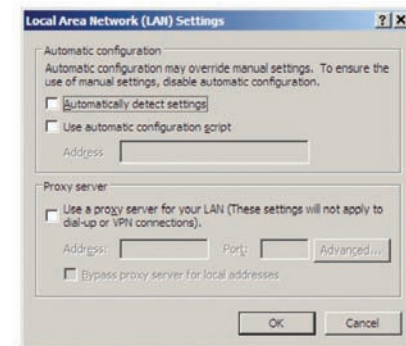 Local Area Network (LAN) Settings
Automatic configuration
Automatic configuration may override manual settings. To ensure the
use of manual settings, disable automatic configuration.
Automatically detect settings
Use automatic configuration script
Address
Proxy server
Use a proxy server for your LAN (These settings will not apply to
dial-up or VPN connections).
Address: Port: Advanced...
Bypass proxy server for local addresses
OK Cancel